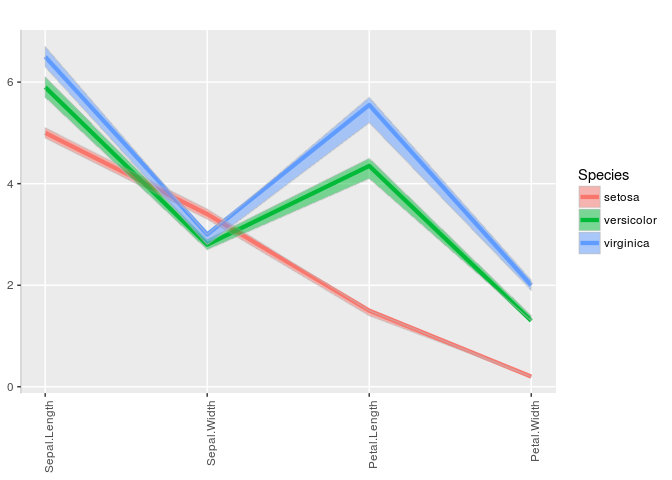 6
4
2
0
Sepal.Length
Sepal.Width
Petal.Length
Petal.Width
Species
setosa
versicolor
virginica